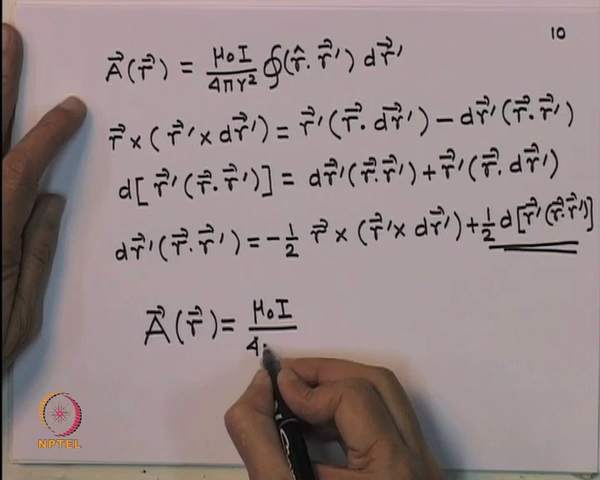 10
A⃗(r⃗) = μ₀I/4πr² ∮(r̂.r⃗′) dr⃗′
r⃗×(r⃗′×dr⃗′) = r⃗′(r⃗.dr⃗′) − dr⃗′(r⃗.r⃗′)
d[r⃗′(r⃗.r⃗′)] = dr⃗′(r⃗.r⃗′) + r⃗′(r⃗.dr⃗′)
dr⃗′(r⃗.r⃗′) = −½ r⃗×(r⃗′×dr⃗′) + ½ d[r⃗′(r⃗.r⃗′)]
A⃗(r⃗) = μ₀I/4
NPTEL